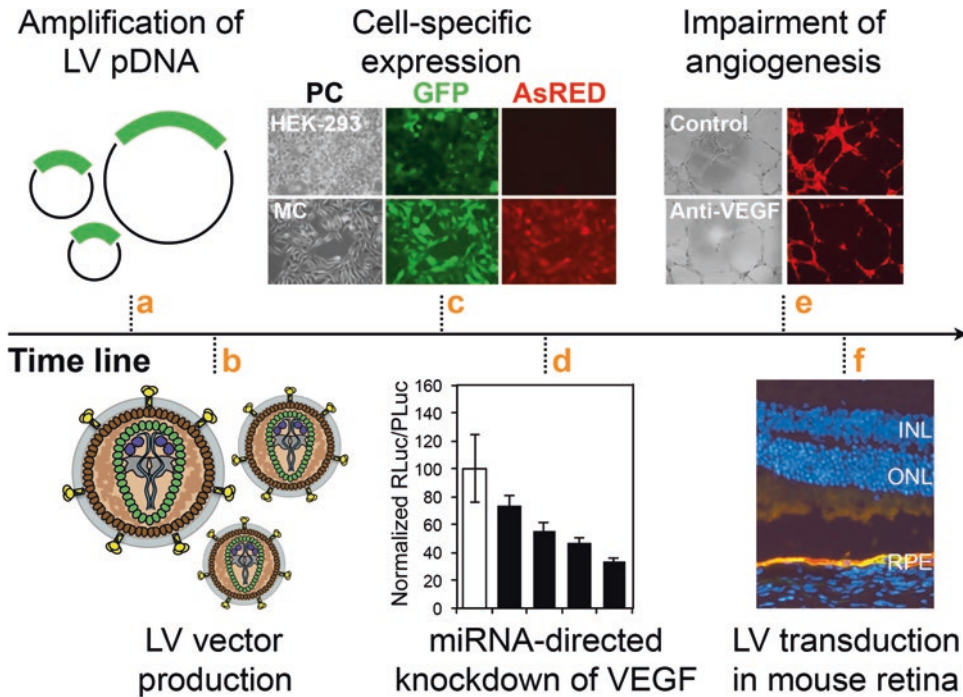 Amplification of
LV pDNA
Cell-specific
expression
PC GFP AsRED
HEK-293
MC
Impairment of
angiogenesis
Control
Anti-VEGF
a
c
e
Time line
b
d
f
LV vector
production
Normalized RLuc/PLuc
160
140
120
100
80
60
40
20
0
miRNA-directed
knockdown of VEGF
INL
ONL
RPE
LV transduction
in mouse retina